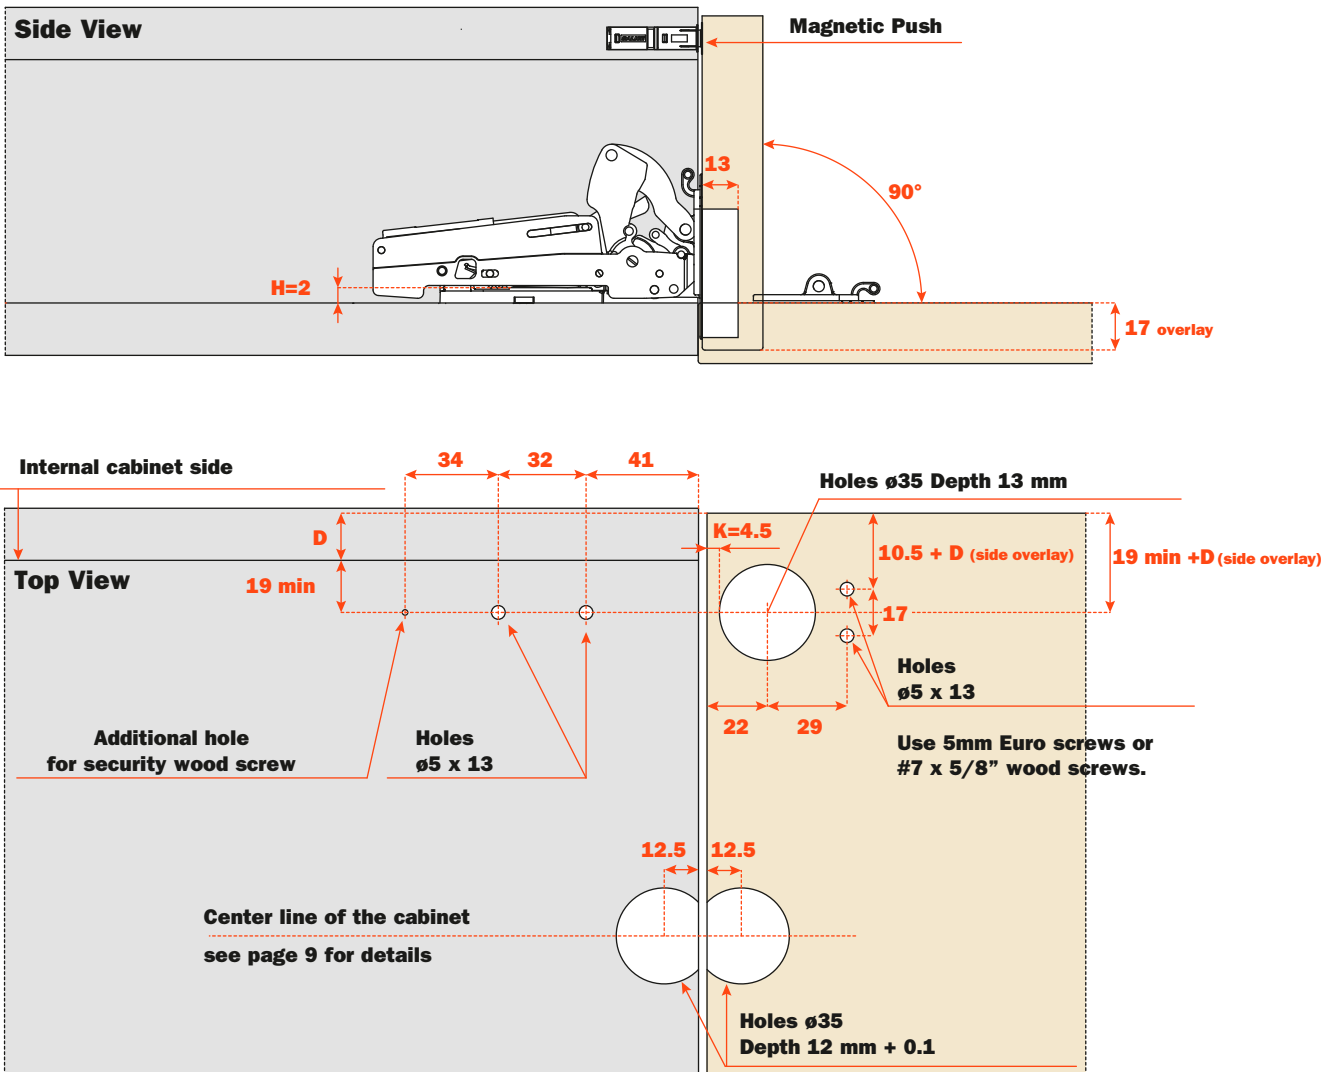 Side View
Magnetic Push
13
90°
H=2
17 overlay
Internal cabinet side
34
32
41
Holes ø35 Depth 13 mm
D
K=4.5
10.5 + D (side overlay)
19 min +D (side overlay)
Top View
19 min
17
Holes
ø5 x 13
22
29
Additional hole
for security wood screw
Holes
ø5 x 13
Use 5mm Euro screws or
#7 x 5/8” wood screws.
12.5
12.5
Center line of the cabinet
see page 9 for details
Holes ø35
Depth 12 mm + 0.1